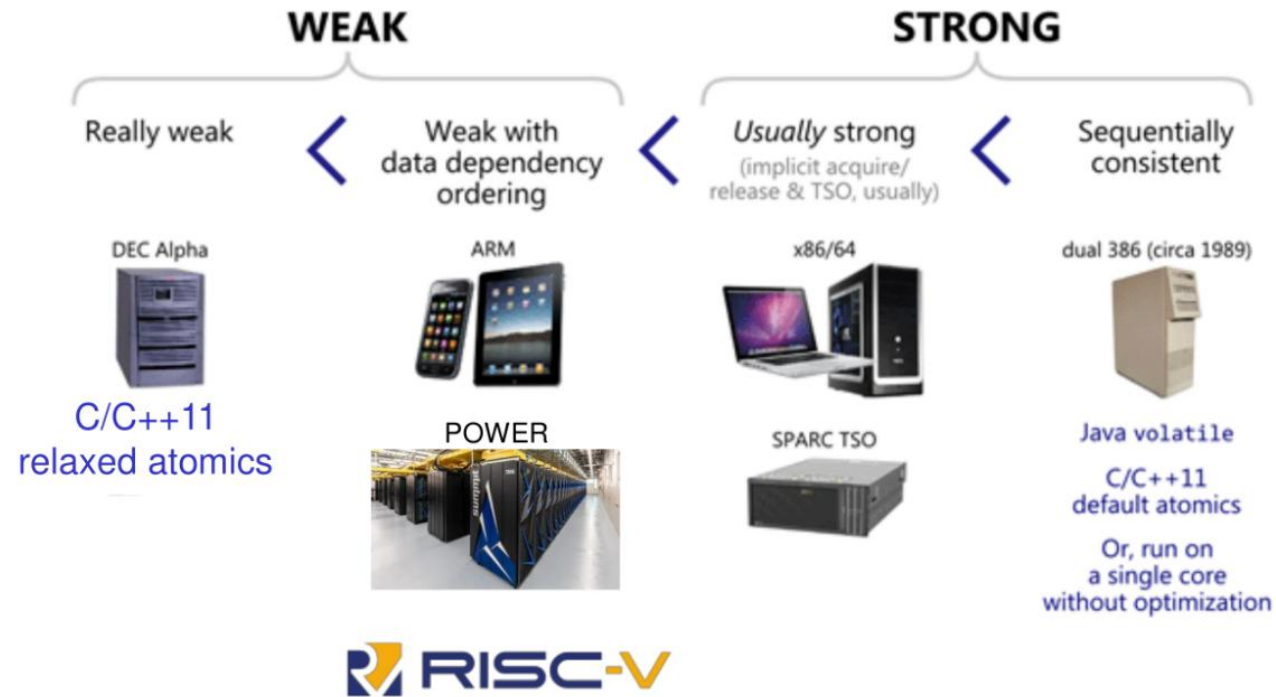 WEAK
STRONG
Really weak
<
Weak with
data dependency
ordering
<
Usually strong
(implicit acquire/
release & TSO, usually)
<
Sequentially
consistent
DEC Alpha
ARM
x86/64
dual 386 (circa 1989)
C/C++11
relaxed atomics
POWER
SPARC TSO
Java volatile
C/C++11
default atomics
Or, run on
a single core
without optimization
RISC-V